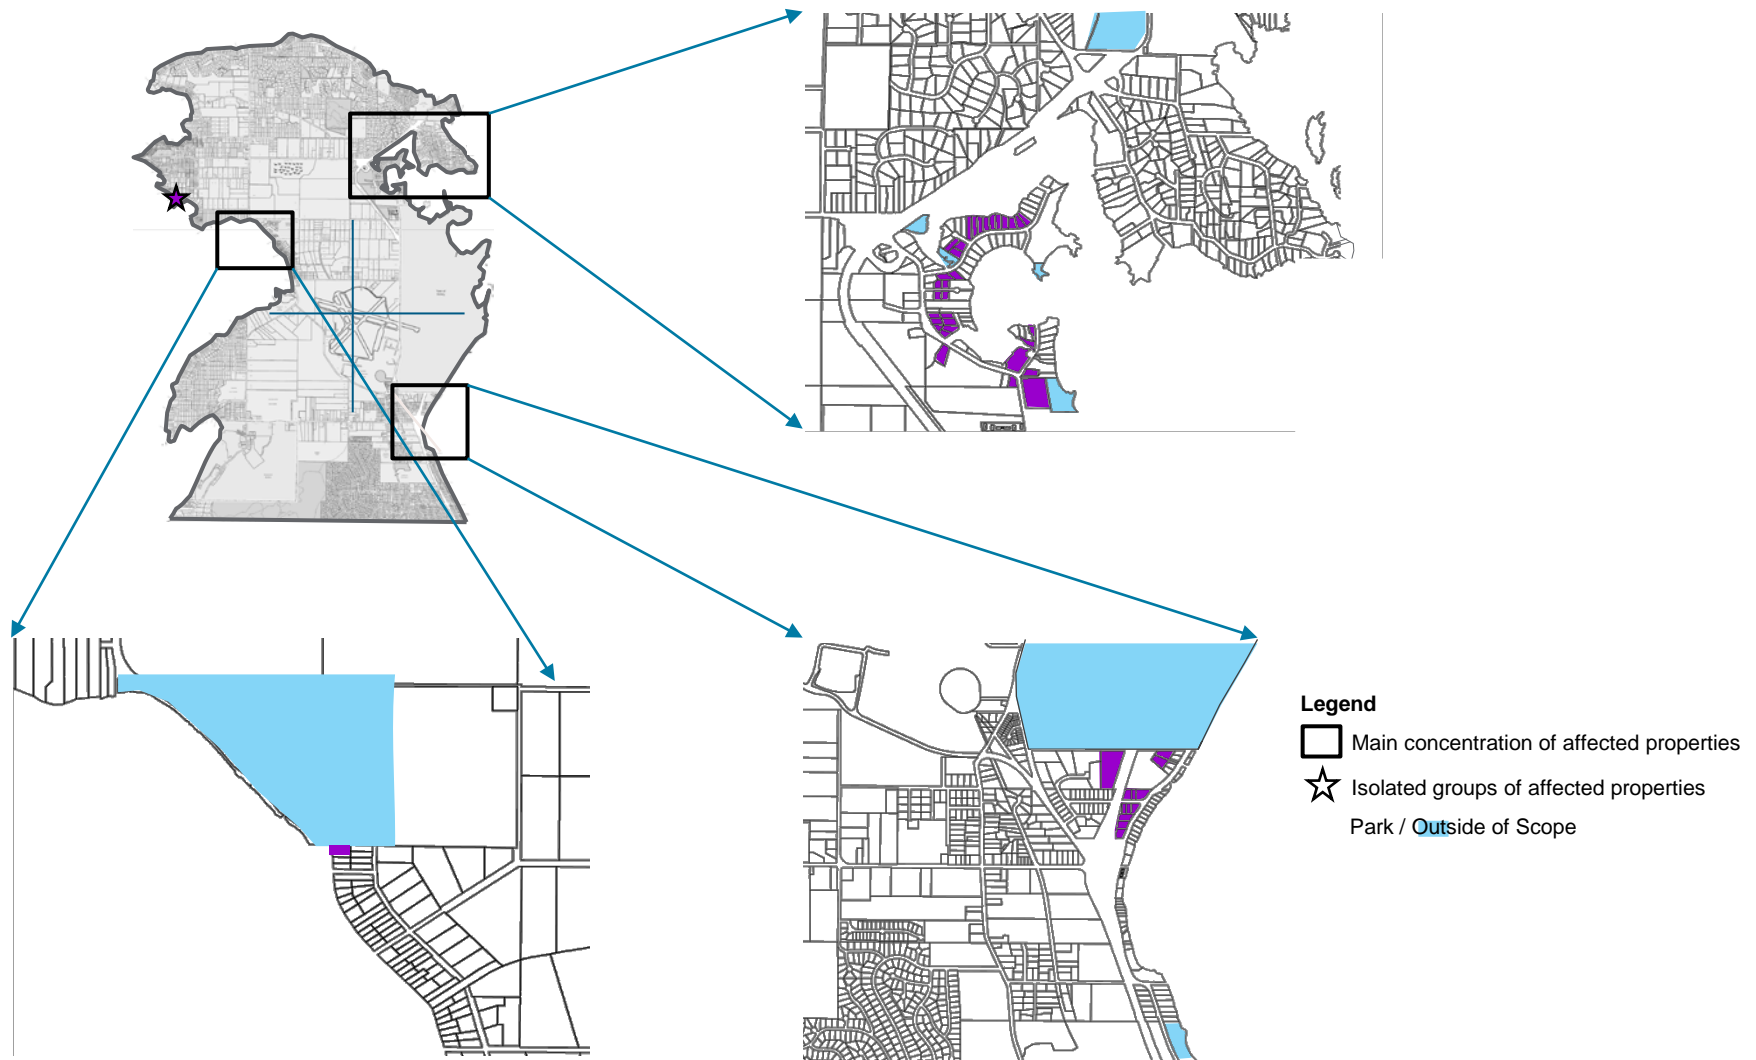 Legend
Main concentration of affected properties
Isolated groups of affected properties
Park / Outside of Scope